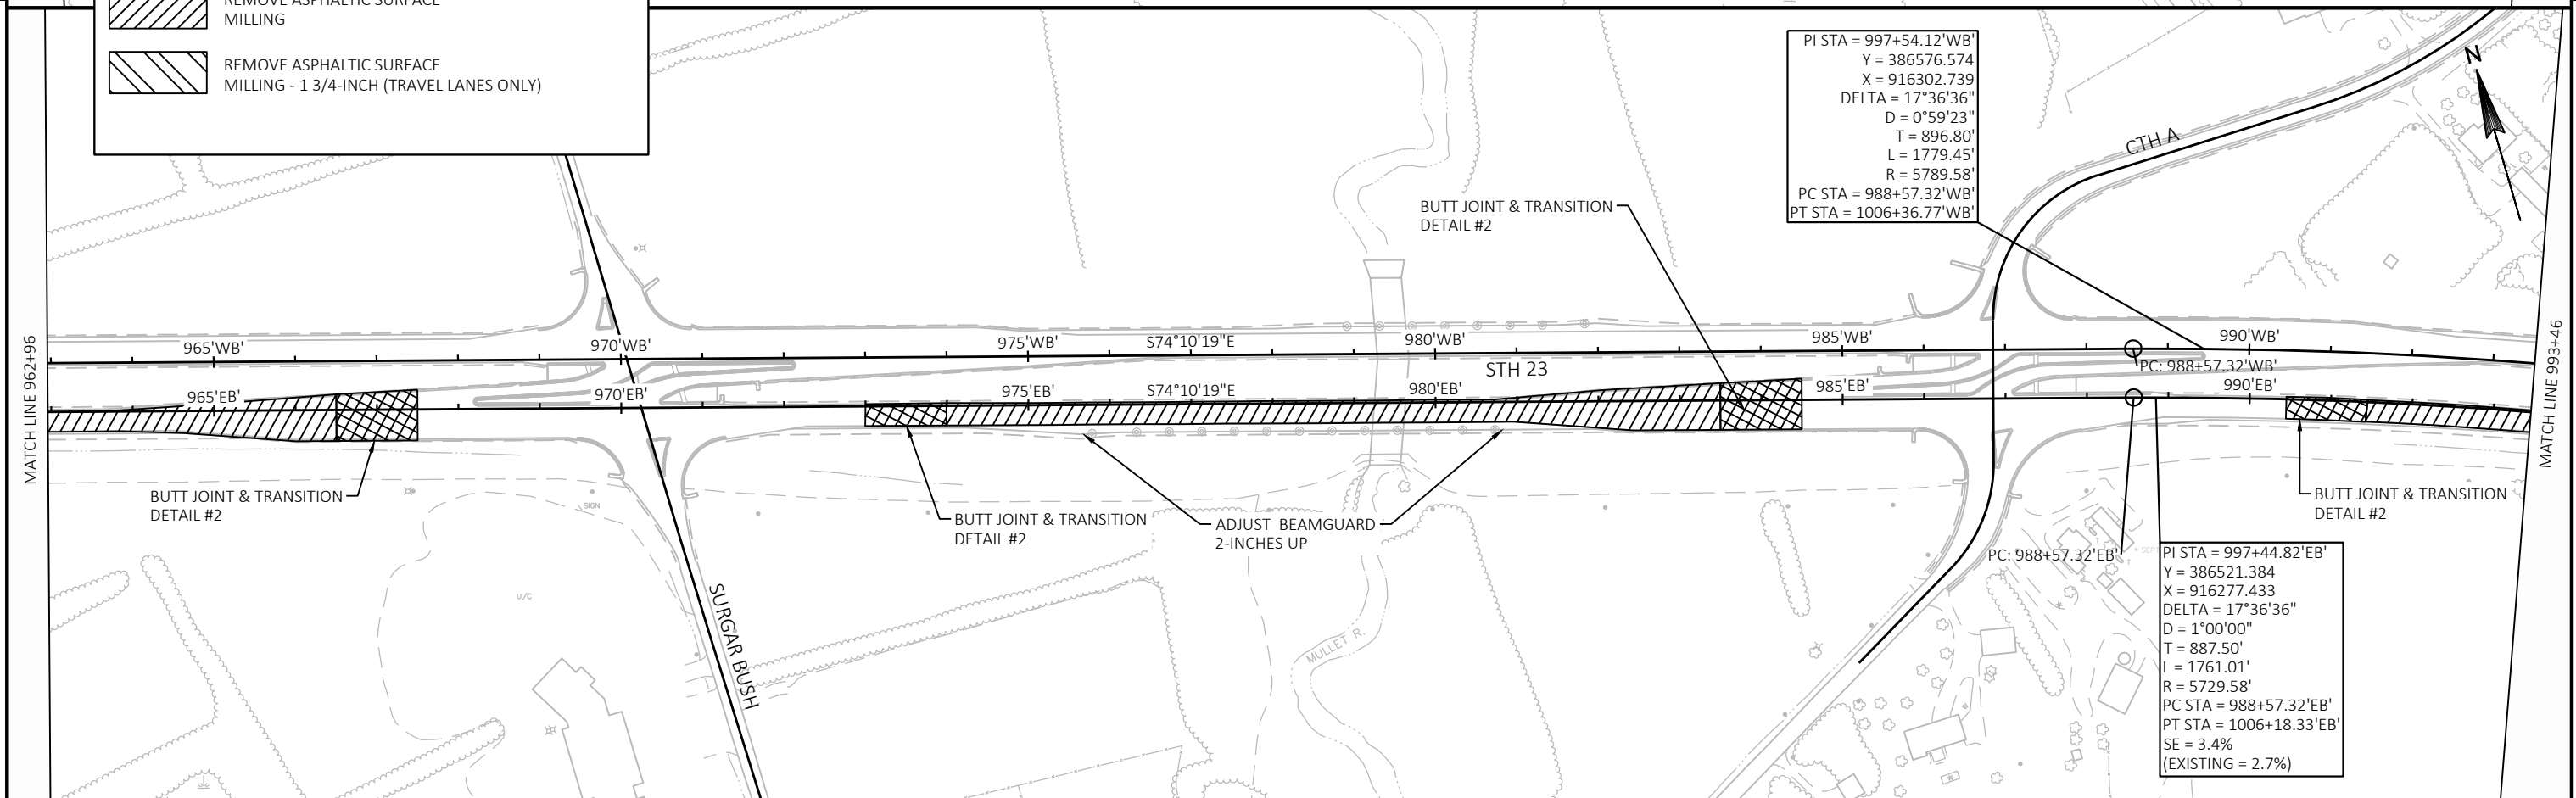 REMOVE ASPHALTIC SURFACE
MILLING
REMOVE ASPHALTIC SURFACE
MILLING - 1 3/4-INCH (TRAVEL LANES ONLY)
PI STA = 997+54.12'WB'
Y = 386576.574
X = 916302.739
DELTA = 17°36'36"
D = 0°59'23"
T = 896.80'
L = 1779.45'
R = 5789.58'
PC STA = 988+57.32'WB'
PT STA = 1006+36.77'WB'
N
CTH A
BUTT JOINT & TRANSITION
DETAIL #2
MATCH LINE 962+96
965'WB'
970'WB'
975'WB'
S74°10'19"E
980'WB'
985'WB'
990'WB'
STH 23
PC: 988+57.32'WB'
965'EB'
970'EB'
975'EB'
S74°10'19"E
980'EB'
985'EB'
990'EB'
MATCH LINE 993+46
BUTT JOINT & TRANSITION
DETAIL #2
SIGN
BUTT JOINT & TRANSITION
DETAIL #2
ADJUST BEAMGUARD
2-INCHES UP
BUTT JOINT & TRANSITION
DETAIL #2
PC: 988+57.32'EB'
SEP
U/C
SURGAR BUSH
MULLET R.
PI STA = 997+44.82'EB'
Y = 386521.384
X = 916277.433
DELTA = 17°36'36"
D = 1°00'00"
T = 887.50'
L = 1761.01'
R = 5729.58'
PC STA = 988+57.32'EB'
PT STA = 1006+18.33'EB'
SE = 3.4%
(EXISTING = 2.7%)